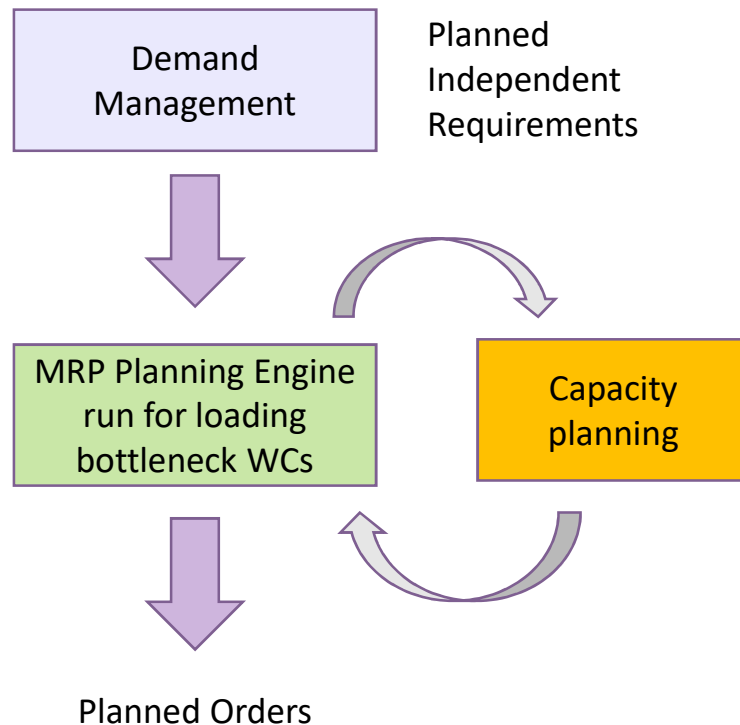 Demand
Management
Planned
Independent
Requirements
MRP Planning Engine
run for loading
bottleneck WCs
Capacity
planning
Planned Orders